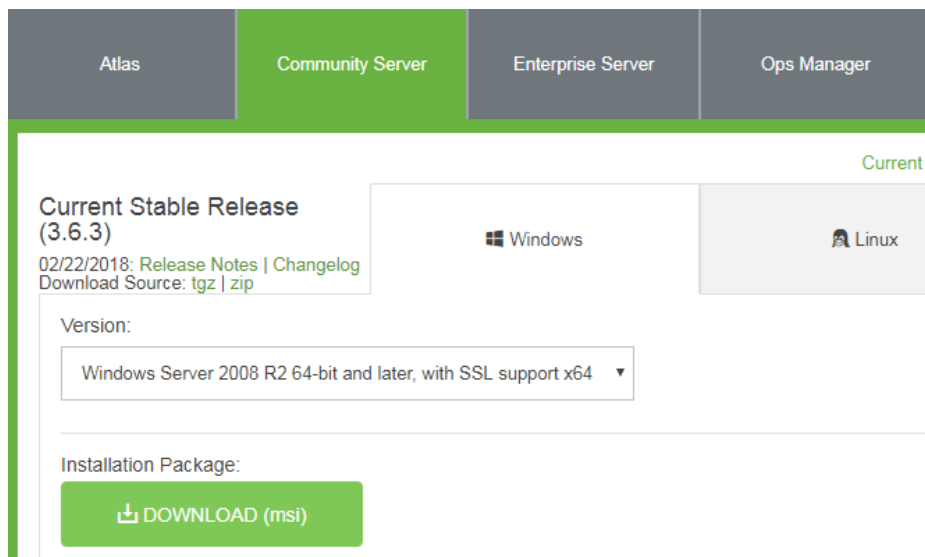 Atlas
Community Server
Enterprise Server
Ops Manager
Current
Current Stable Release
(3.6.3)
02/22/2018: Release Notes | Changelog
Download Source: tgz | zip
Windows
Linux
Version:
Windows Server 2008 R2 64-bit and later, with SSL support x64
Installation Package:
DOWNLOAD (msi)